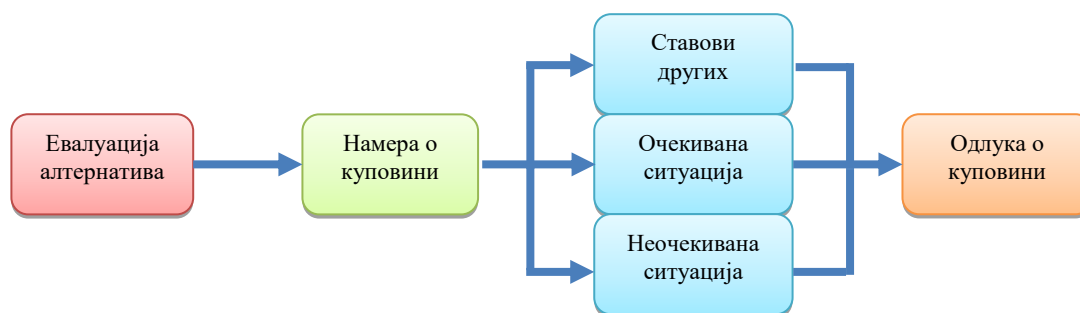 Евалуација
алтернатива
Намера о
куповини
Ставови
других
Очекивана
ситуација
Неочекивана
ситуација
Одлука о
куповини